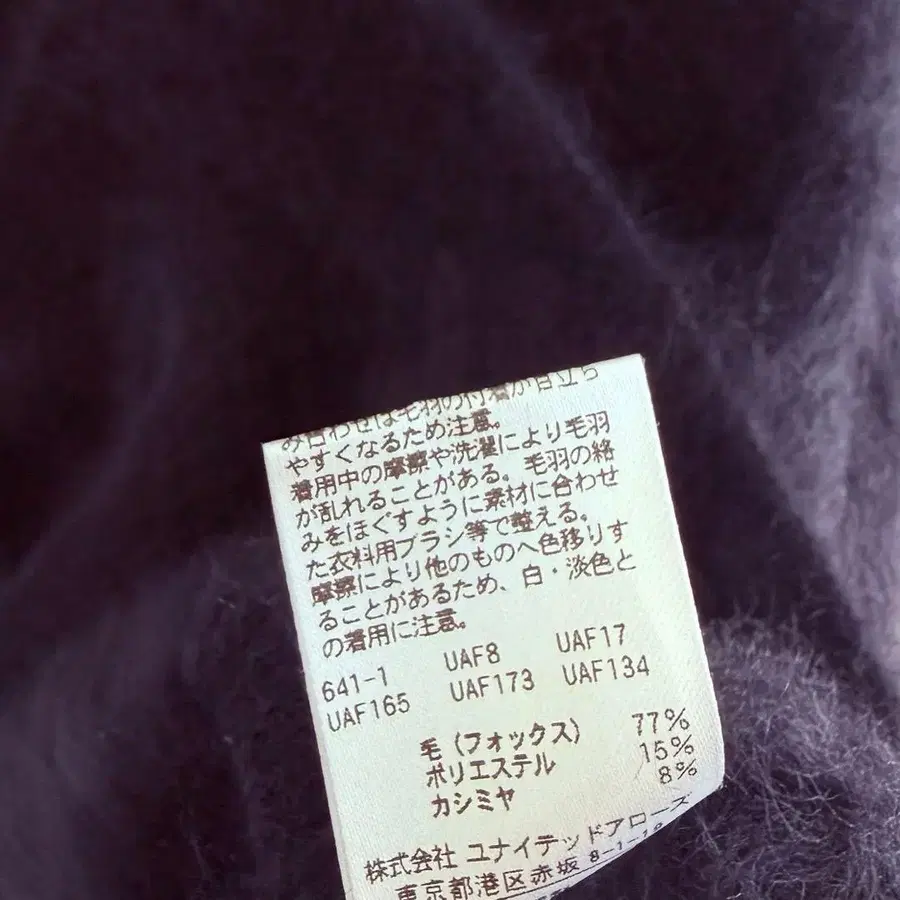 み合わせは毛羽の付着が目立ち
やすくなるため注意。
着用中の摩擦や洗濯により毛羽
が乱れることがある。毛羽の絡
みをほぐすように素材に合わせ
た衣料用ブラシ等で整える。
摩擦により他のものへ色移りす
ることがあるため、白・淡色と
の着用に注意。
641-1 UAF8 UAF17
UAF165 UAF173 UAF134
毛(フォックス) 77%
ポリエステル 15%
カシミヤ 8%
株式会社 ユナイテッドアローズ
東京都港区赤坂 8-1-19